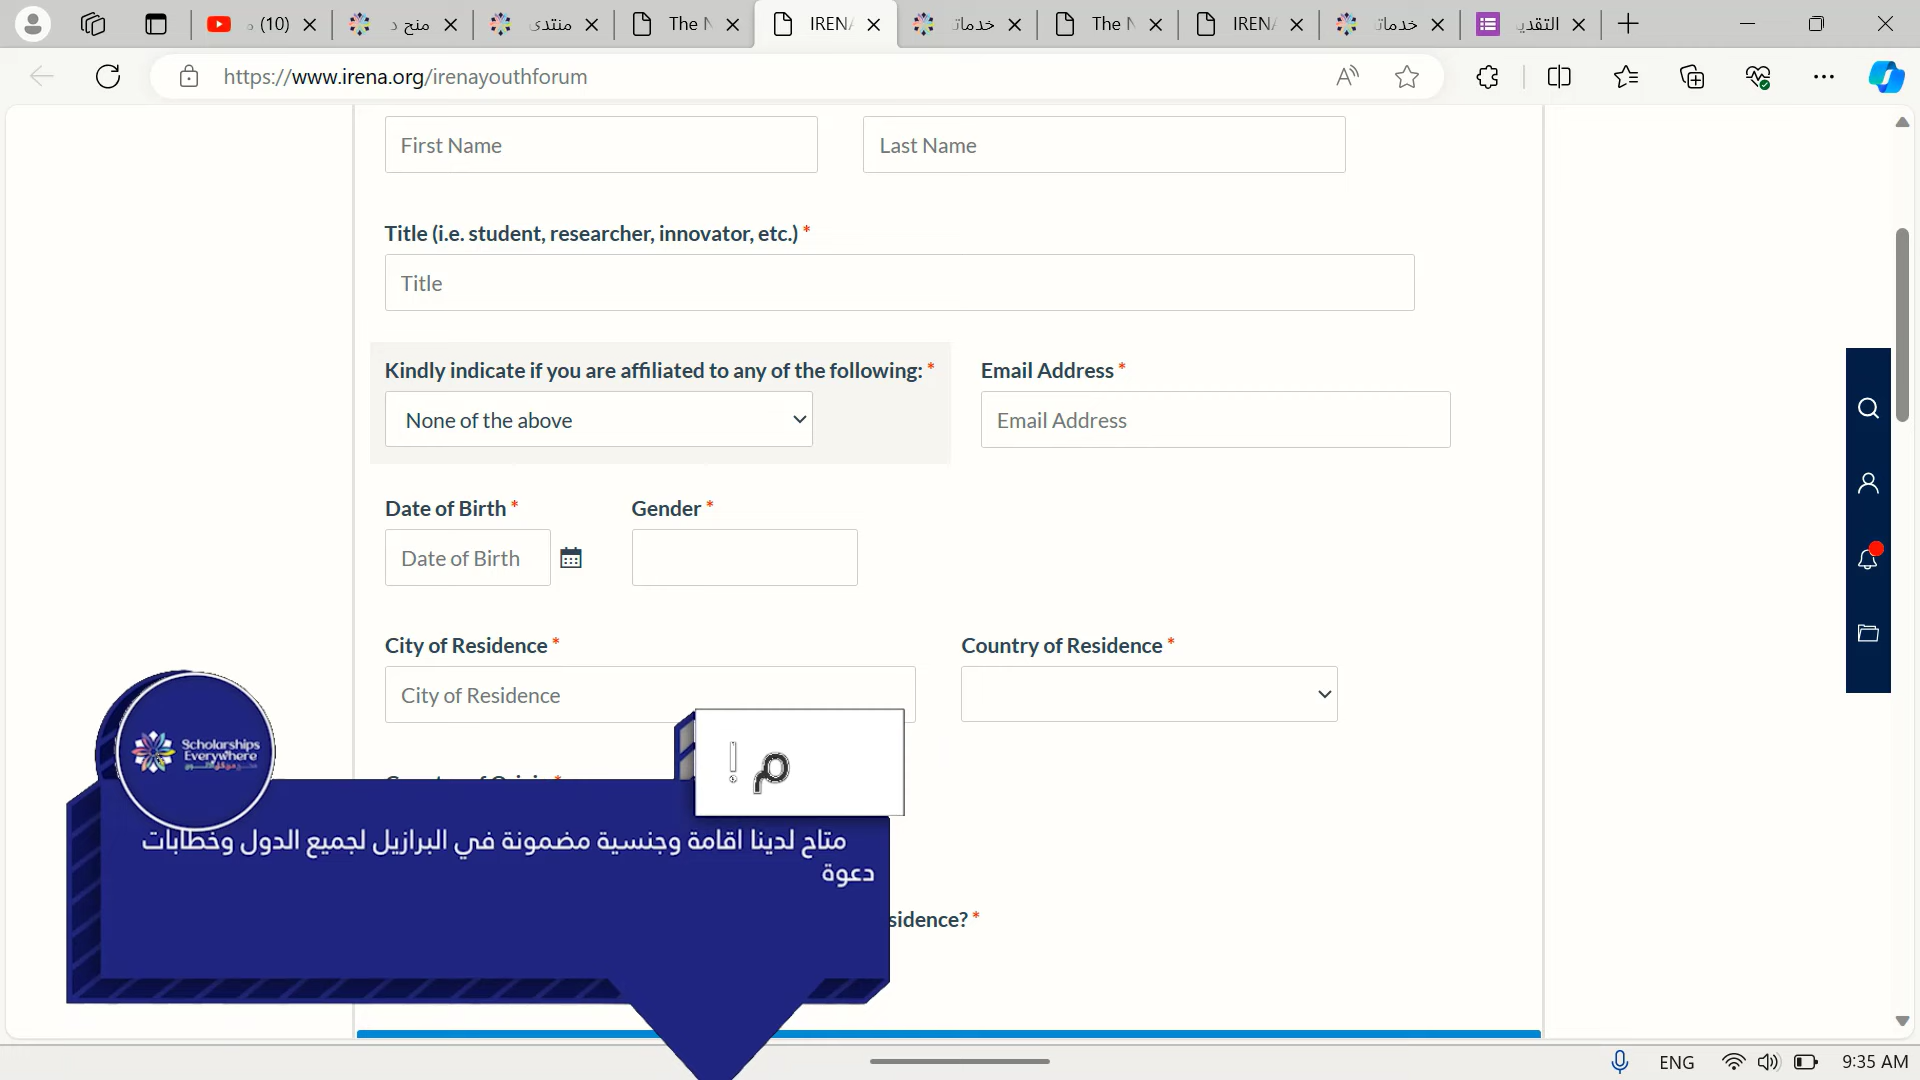 (10)
منح د
منتدى
The N
IREN
خدمات
The N
IREN
خدمات
التقدي
https://www.irena.org/irenayouthforum
First Name
Last Name
Title (i.e. student, researcher, innovator, etc.) *
Title
Kindly indicate if you are affiliated to any of the following: *
Email Address *
None of the above
Email Address
Date of Birth *
Gender *
Date of Birth
City of Residence *
Country of Residence *
City of Residence
Scholarships
Everywhere
م !
متاح لدينا اقامة وجنسية مضمونة في البرازيل لجميع الدول وخطابات
دعوة
sidence? *
ENG
9:35 AM